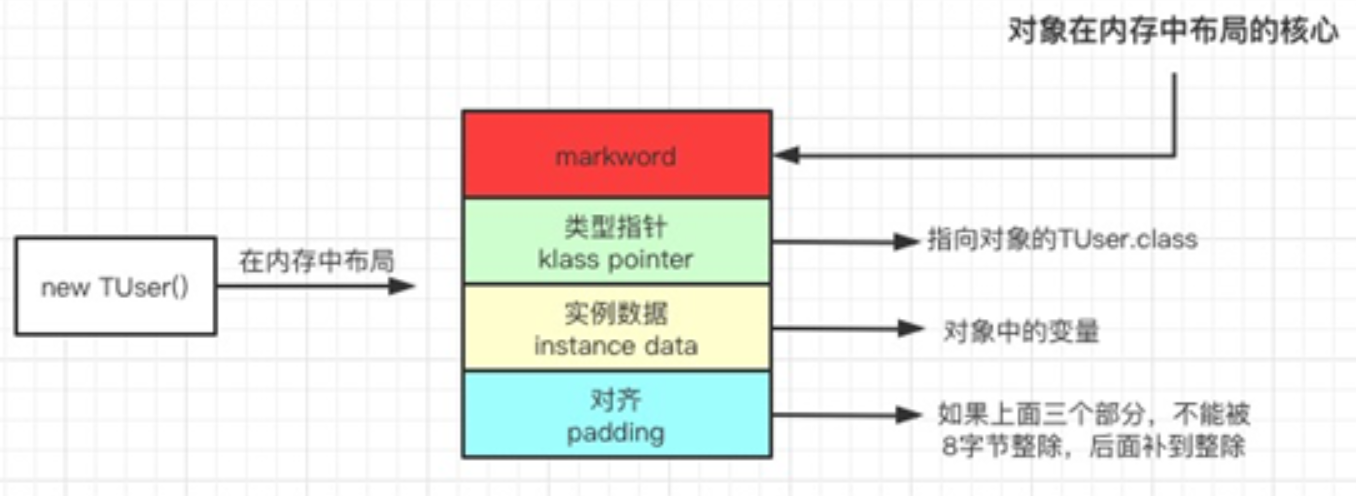 对象在内存中布局的核心
markword
类型指针
klass pointer
指向对象的TUser.class
new TUser()
在内存中布局
实例数据
instance data
对象中的变量
对齐
padding
如果上面三个部分，不能被
8字节整除，后面补到整除